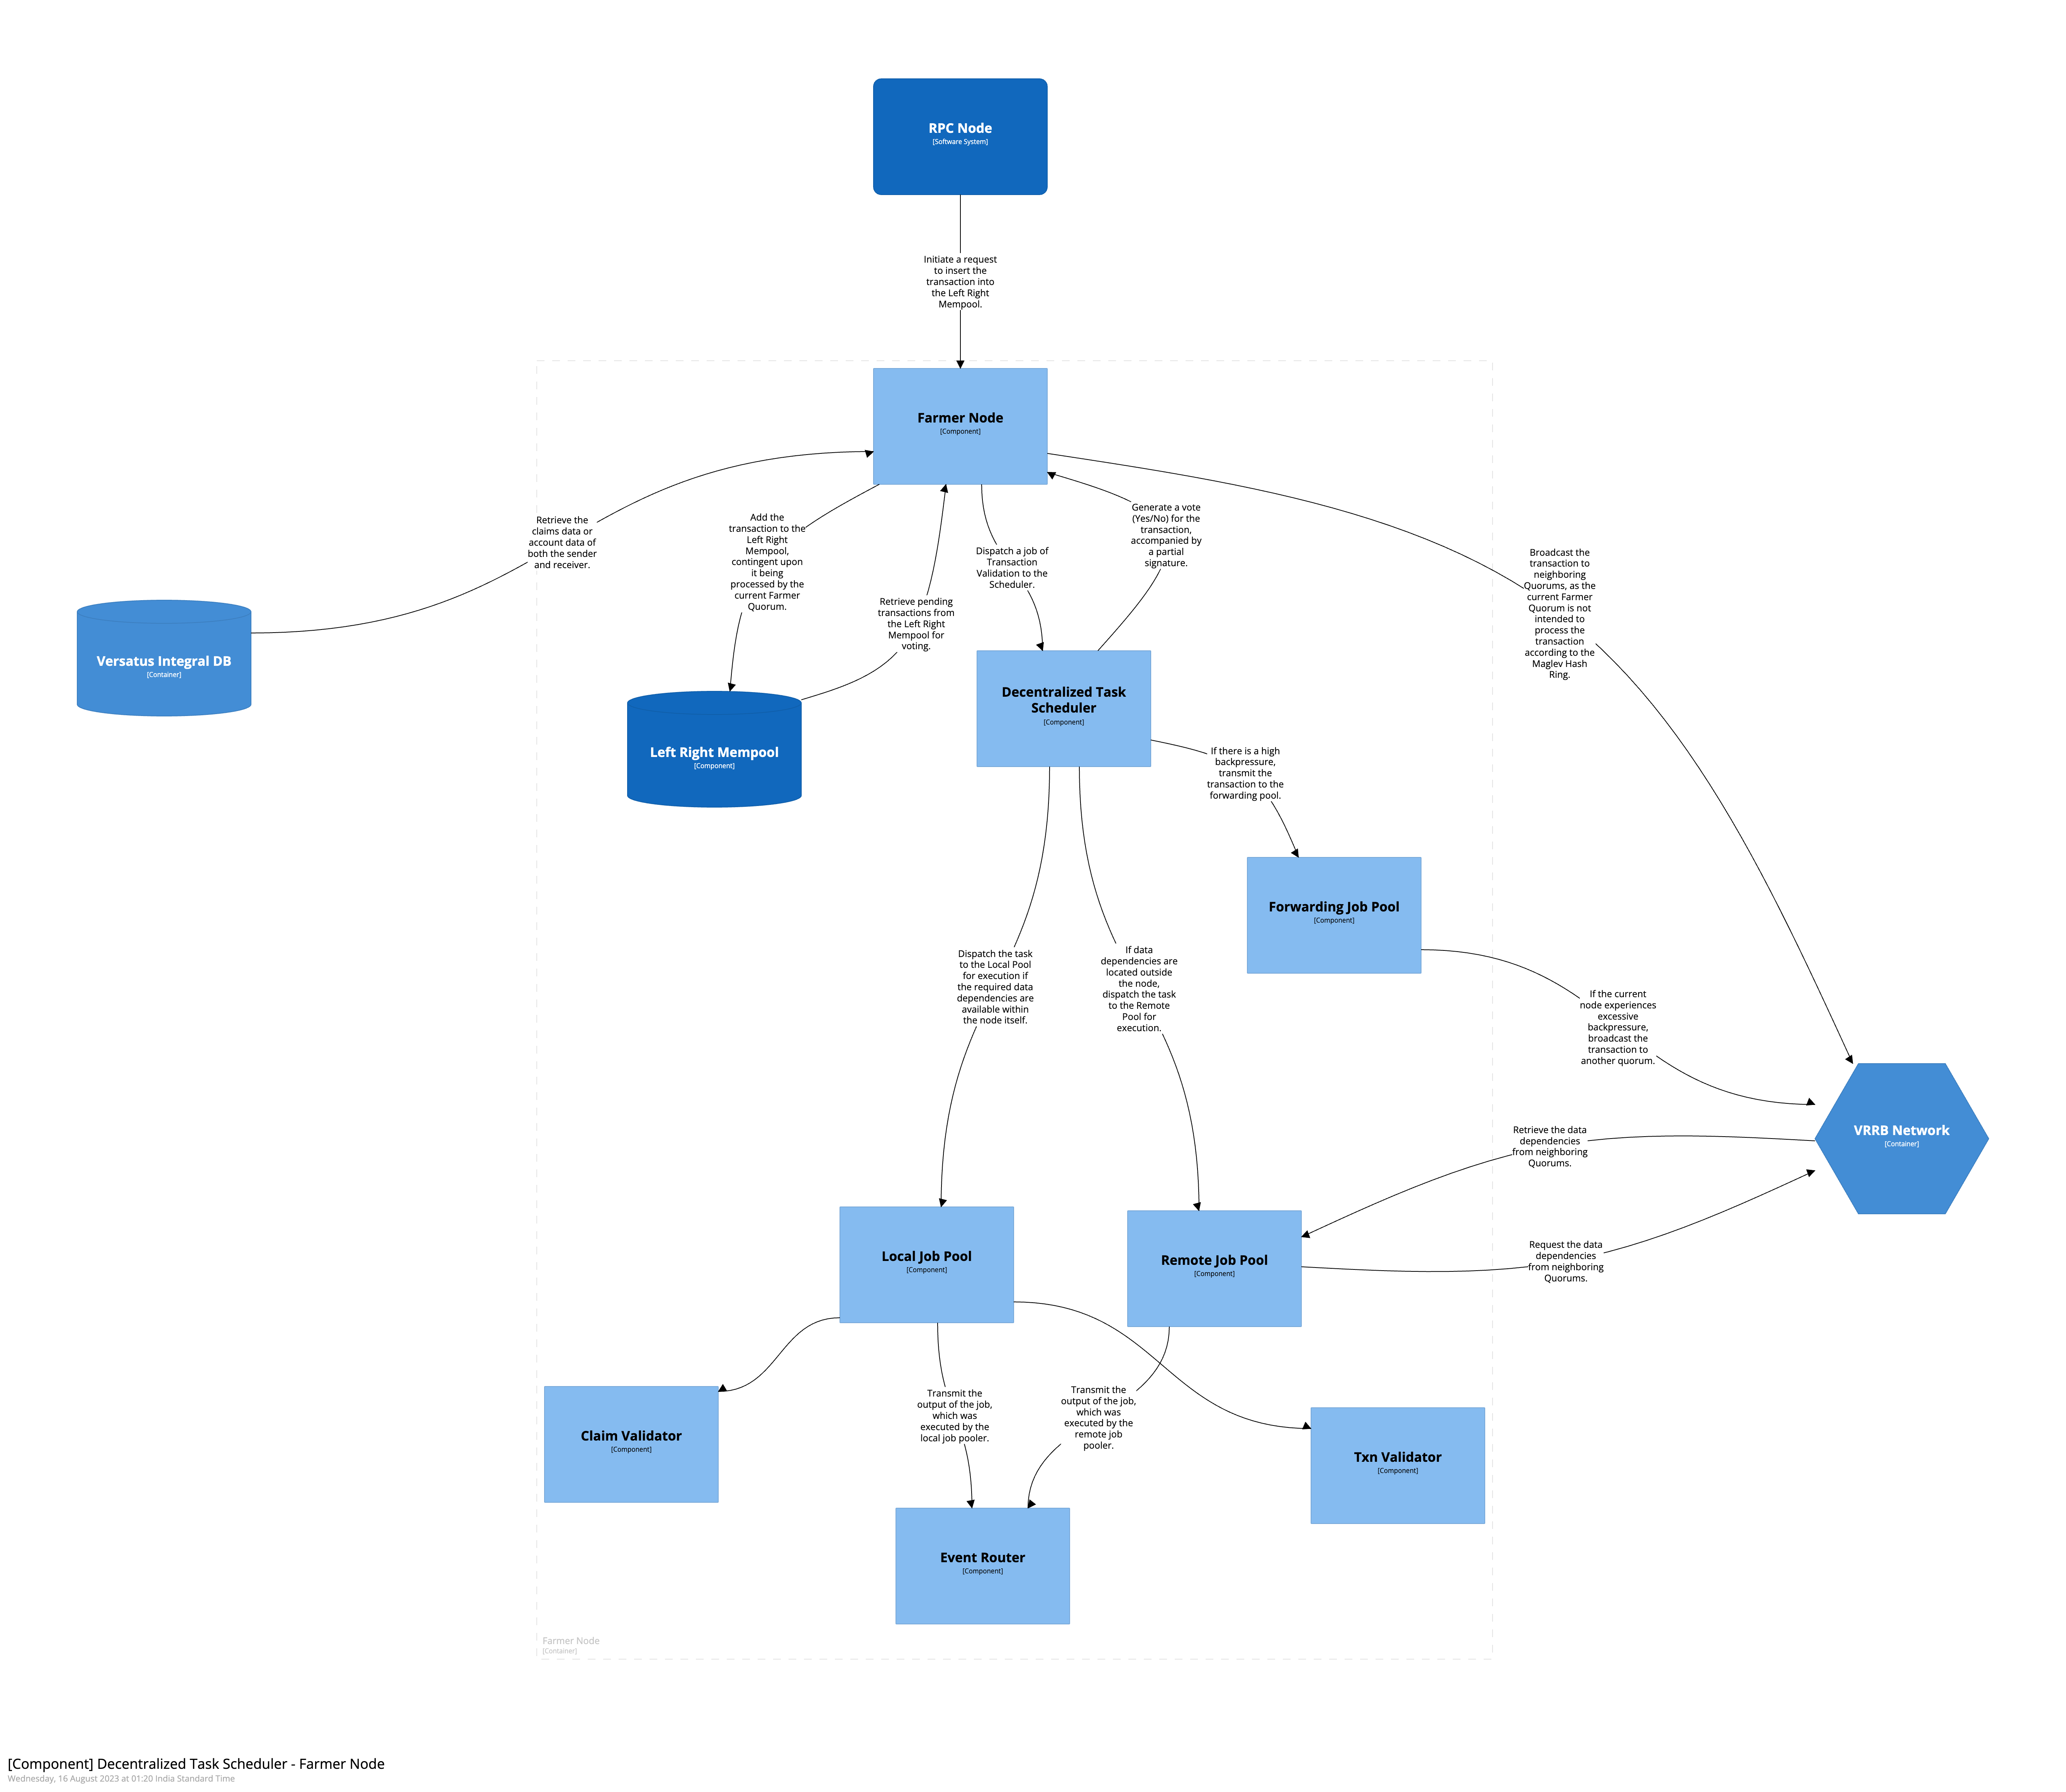 RPC Node
[Software System]
Initiate a request
to insert the
transaction into
the Left Right
Mempool.
Farmer Node
[Component]
Retrieve the
claims data or
account data of
both the sender
and receiver.
Add the
transaction to the
Left Right
Mempool,
contingent upon
it being
processed by the
current Farmer
Quorum.
Retrieve pending
transactions from
the Left Right
Mempool for
voting.
Dispatch a job of
Transaction
Validation to the
Scheduler.
Generate a vote
(Yes/No) for the
transaction,
accompanied by
a partial
signature.
Broadcast the
transaction to
neighboring
Quorums, as the
current Farmer
Quorum is not
intended to
process the
transaction
according to the
Maglev Hash
Ring.
Versatus Integral DB
[Container]
Left Right Mempool
[Component]
Decentralized Task
Scheduler
[Component]
If there is a high
backpressure,
transmit the
transaction to the
forwarding pool.
Forwarding Job Pool
[Component]
Dispatch the task
to the Local Pool
for execution if
the required data
dependencies are
available within
the node itself.
If data
dependencies are
located outside
the node,
dispatch the task
to the Remote
Pool for
execution.
If the current
node experiences
excessive
backpressure,
broadcast the
transaction to
another quorum.
VRRB Network
[Container]
Retrieve the data
dependencies
from neighboring
Quorums.
Request the data
dependencies
from neighboring
Quorums.
Local Job Pool
[Component]
Remote Job Pool
[Component]
Transmit the
output of the job,
which was
executed by the
local job pooler.
Transmit the
output of the job,
which was
executed by the
remote job
pooler.
Claim Validator
[Component]
Txn Validator
[Component]
Event Router
[Component]
Farmer Node
[Container]
[Component] Decentralized Task Scheduler - Farmer Node
Wednesday, 16 August 2023 at 01:20 India Standard Time